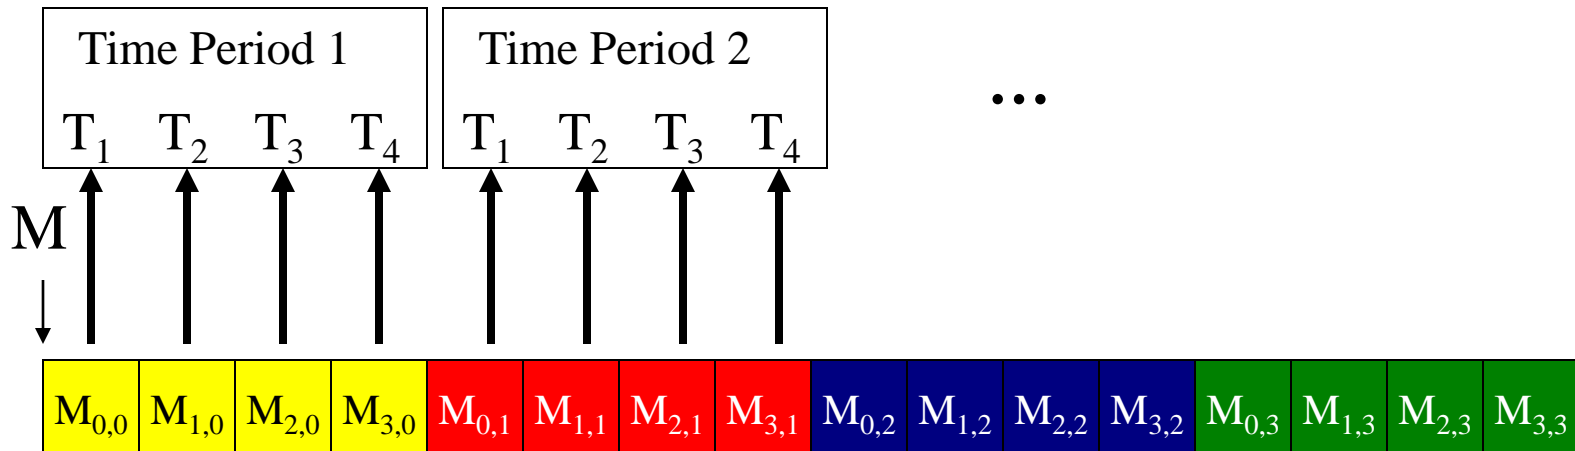 Time Period 1 Time Period 2
...
T1 T2 T3 T4 T1 T2 T3 T4
M
M0,0 M1,0 M2,0 M3,0 M0,1 M1,1 M2,1 M3,1 M0,2 M1,2 M2,2 M3,2 M0,3 M1,3 M2,3 M3,3